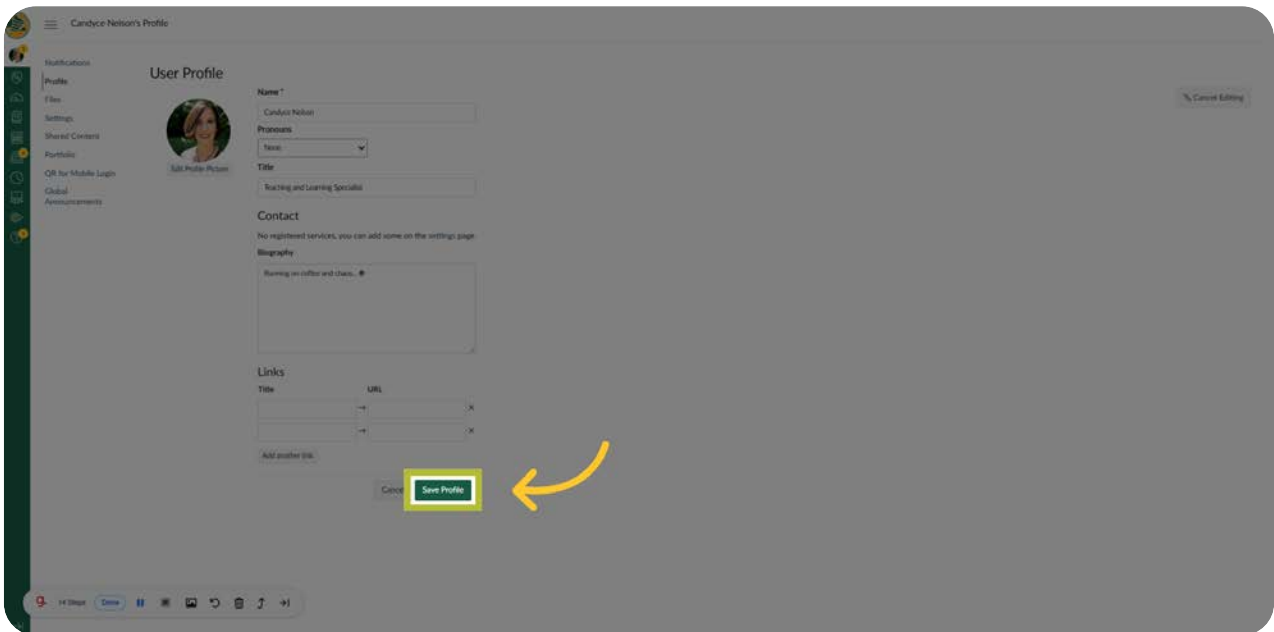 Candyce Nelson's Profile
Notifications
Profile
Files
Settings
Shared Content
Portfolio
QR for Mobile Login
Global
Announcements
User Profile
Edit Profile Picture
Name *
Candyce Nelson
Pronouns
None
Title
Teaching and Learning Specialist
Contact
No registered services, you can add some on the settings page
Biography
Running on coffee and chaos..
Links
Title URL
→ ×
→ ×
Add another link
Cancel Save Profile
Cancel Editing
14 Steps Done